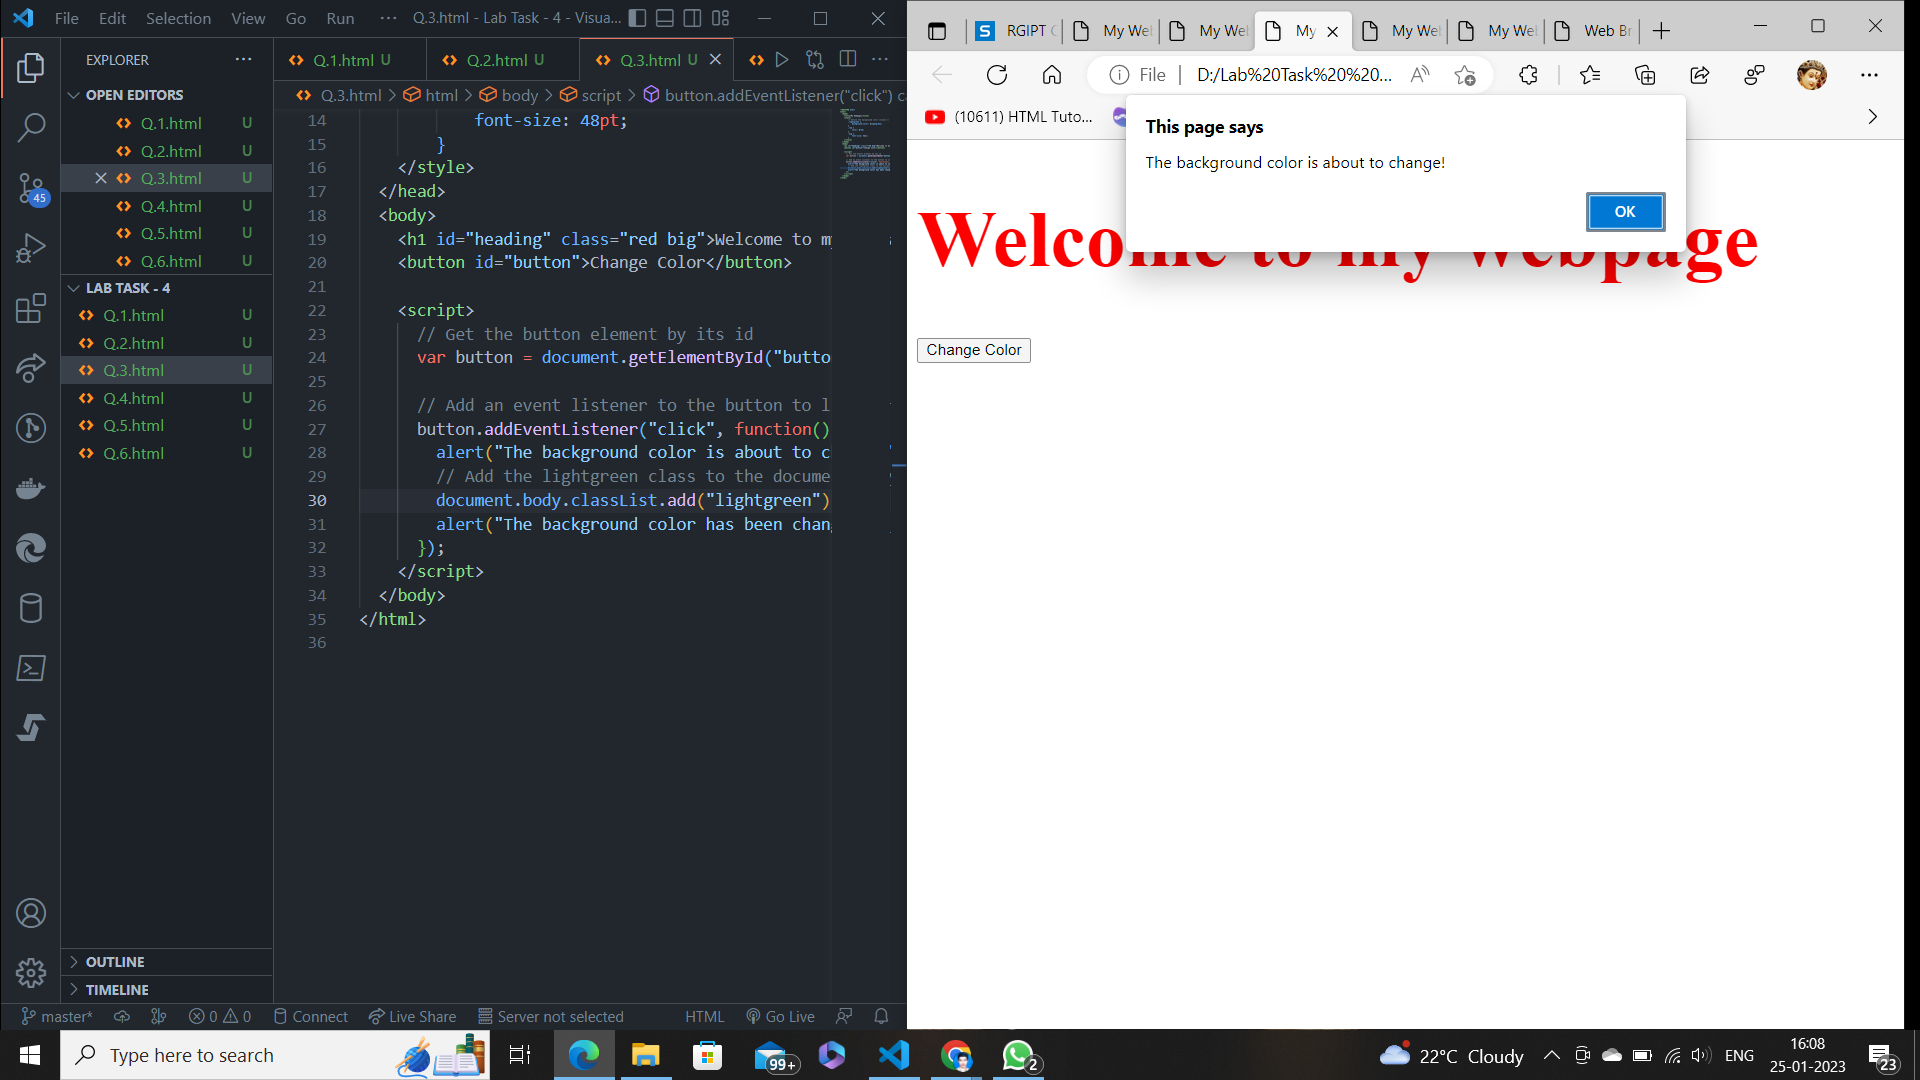 File Edit Selection View Go Run ··· Q.3.html - Lab Task - 4 - Visua...
EXPLORER ···
OPEN EDITORS
Q.1.html U
Q.2.html U
Q.3.html U
Q.4.html U
Q.5.html U
Q.6.html U
LAB TASK - 4
Q.1.html U
Q.2.html U
Q.3.html U
Q.4.html U
Q.5.html U
Q.6.html U
OUTLINE
TIMELINE
45
Q.1.html U Q.2.html U Q.3.html U
Q.3.html > html > body > script > button.addEventListener("click") ca
14 font-size: 48pt;
15 }
16 </style>
17 </head>
18 <body>
19 <h1 id="heading" class="red big">Welcome to my
20 <button id="button">Change Color</button>
21
22 <script>
23 // Get the button element by its id
24 var button = document.getElementById("butto
25
26 // Add an event listener to the button to l
27 button.addEventListener("click", function()
28 alert("The background color is about to c
29 // Add the lightgreen class to the docume
30 document.body.classList.add("lightgreen")
31 alert("The background color has been chan
32 });
33 </script>
34 </body>
35 </html>
36
master* 0 0 Connect Live Share Server not selected HTML Go Live
RGIPT My Web My Web My My Web My Web Web Br
File D:/Lab%20Task%20%20...
(10611) HTML Tuto...
This page says
The background color is about to change!
OK
Welcome to my webpage
Change Color
Type here to search 99+ 2 22°C Cloudy ENG 16:08
25-01-2023 23